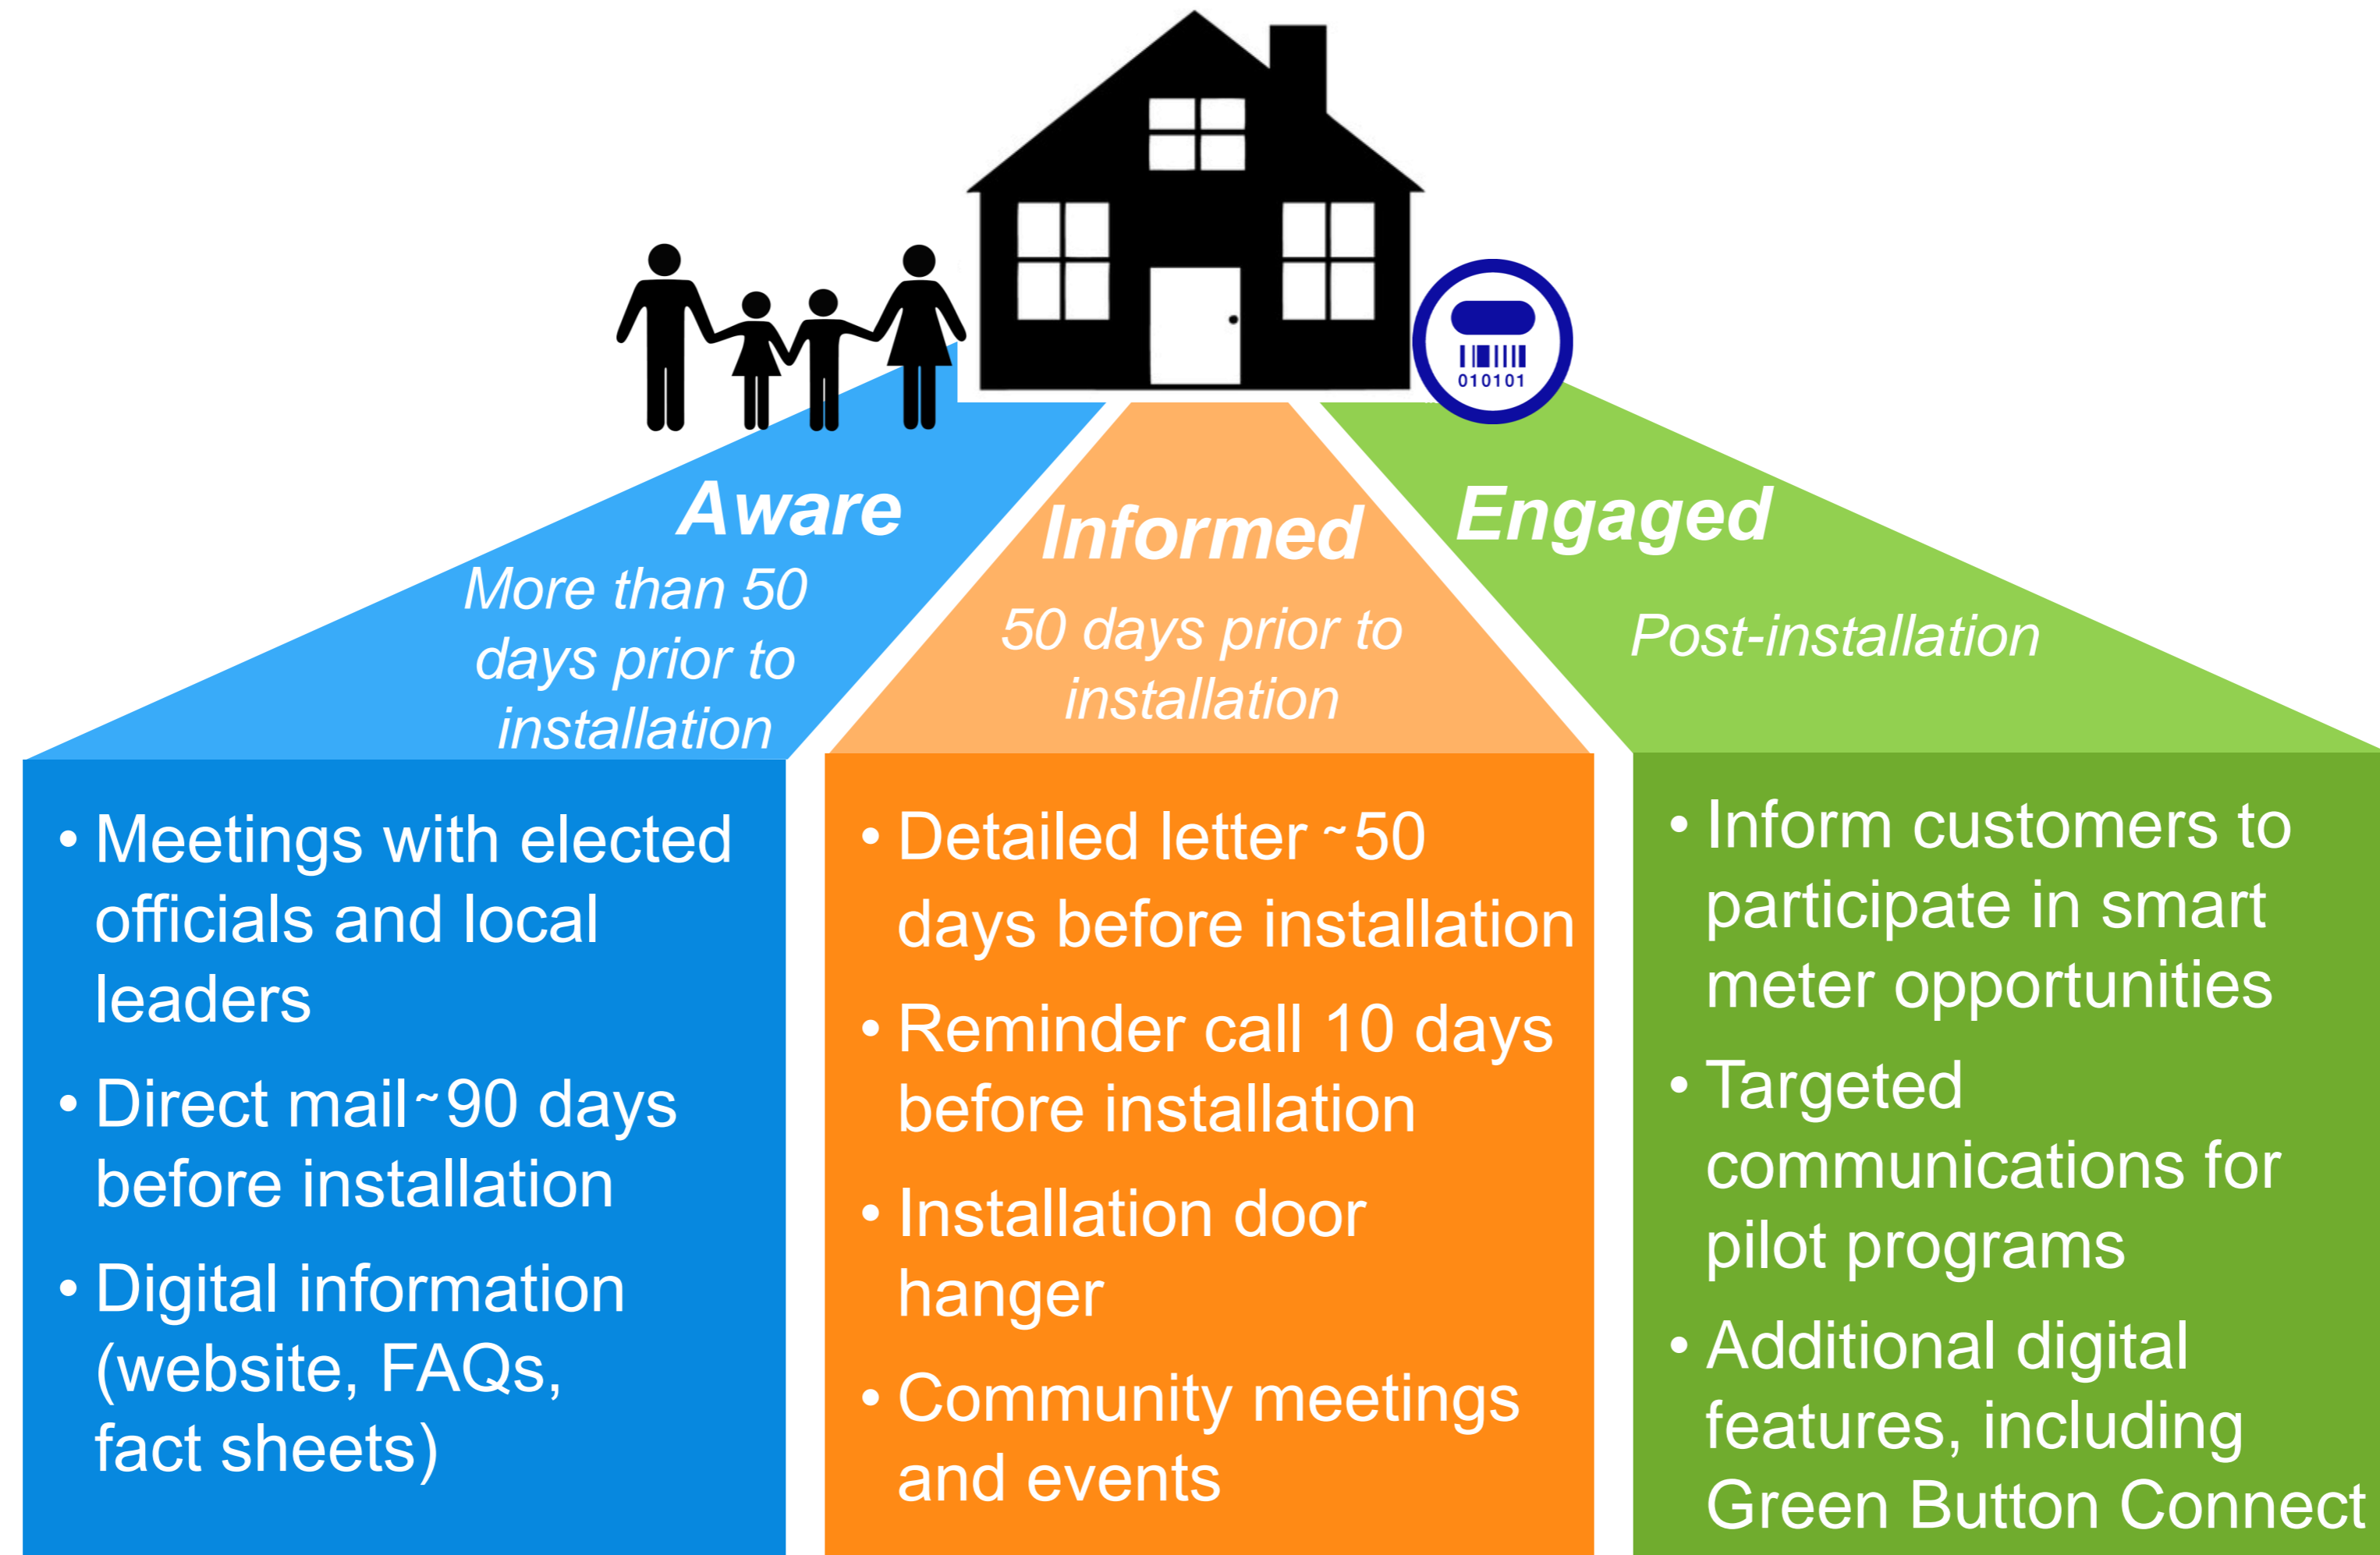 010101
Aware
More than 50
days prior to
installation
• Meetings with elected
officials and local
leaders
• Direct mail ~90 days
before installation
• Digital information
(website, FAQs,
fact sheets)
Informed
50 days prior to
installation
• Detailed letter ~50
days before installation
• Reminder call 10 days
before installation
• Installation door
hanger
• Community meetings
and events
Engaged
Post-installation
• Inform customers to
participate in smart
meter opportunities
• Targeted
communications for
pilot programs
• Additional digital
features, including
Green Button Connect